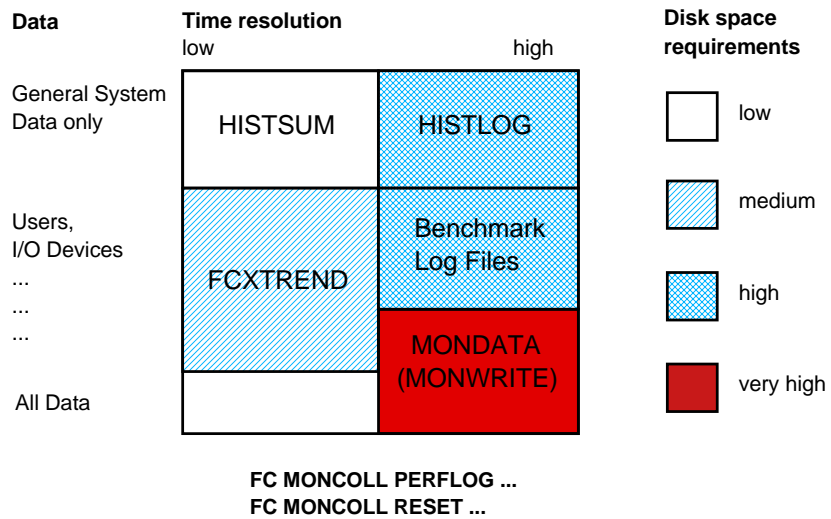 Data
Time resolution
low high
Disk space
requirements
General System
Data only
HISTSUM
HISTLOG
low
medium
Users,
I/O Devices
...
...
...
FCXTREND
Benchmark
Log Files
high
MONDATA
(MONWRITE)
very high
All Data
FC MONCOLL PERFLOG ...
FC MONCOLL RESET ...